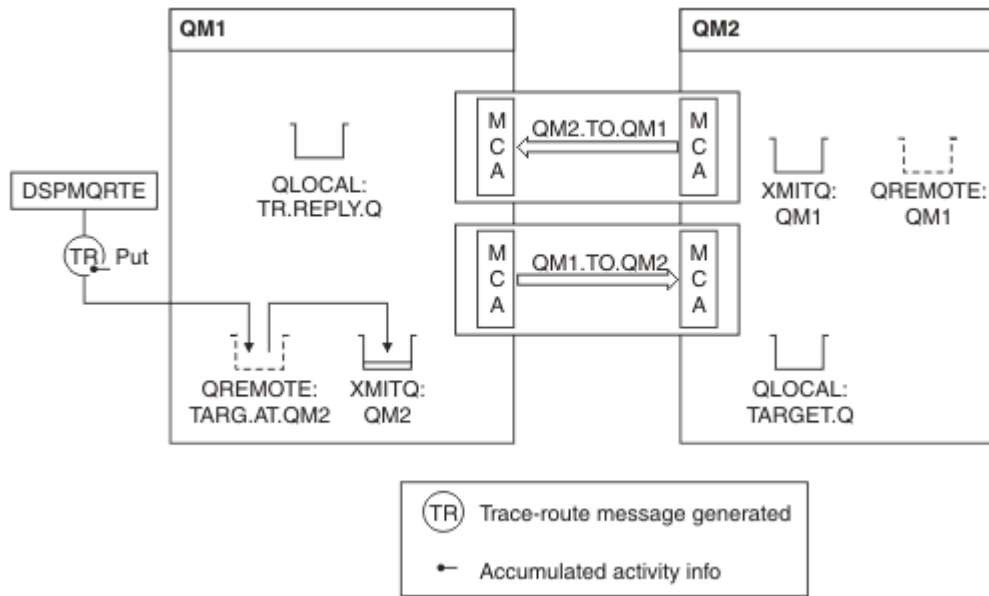 QM1
QM2
M
C
A
QM2.TO.QM1
M
C
A
QLOCAL:
TR.REPLY.Q
XMITQ:
QM1
QREMOTE:
QM1
DSPMQRTE
TR
Put
M
C
A
QM1.TO.QM2
M
C
A
QREMOTE:
TARG.AT.QM2
XMITQ:
QM2
QLOCAL:
TARGET.Q
TR Trace-route message generated
Accumulated activity info